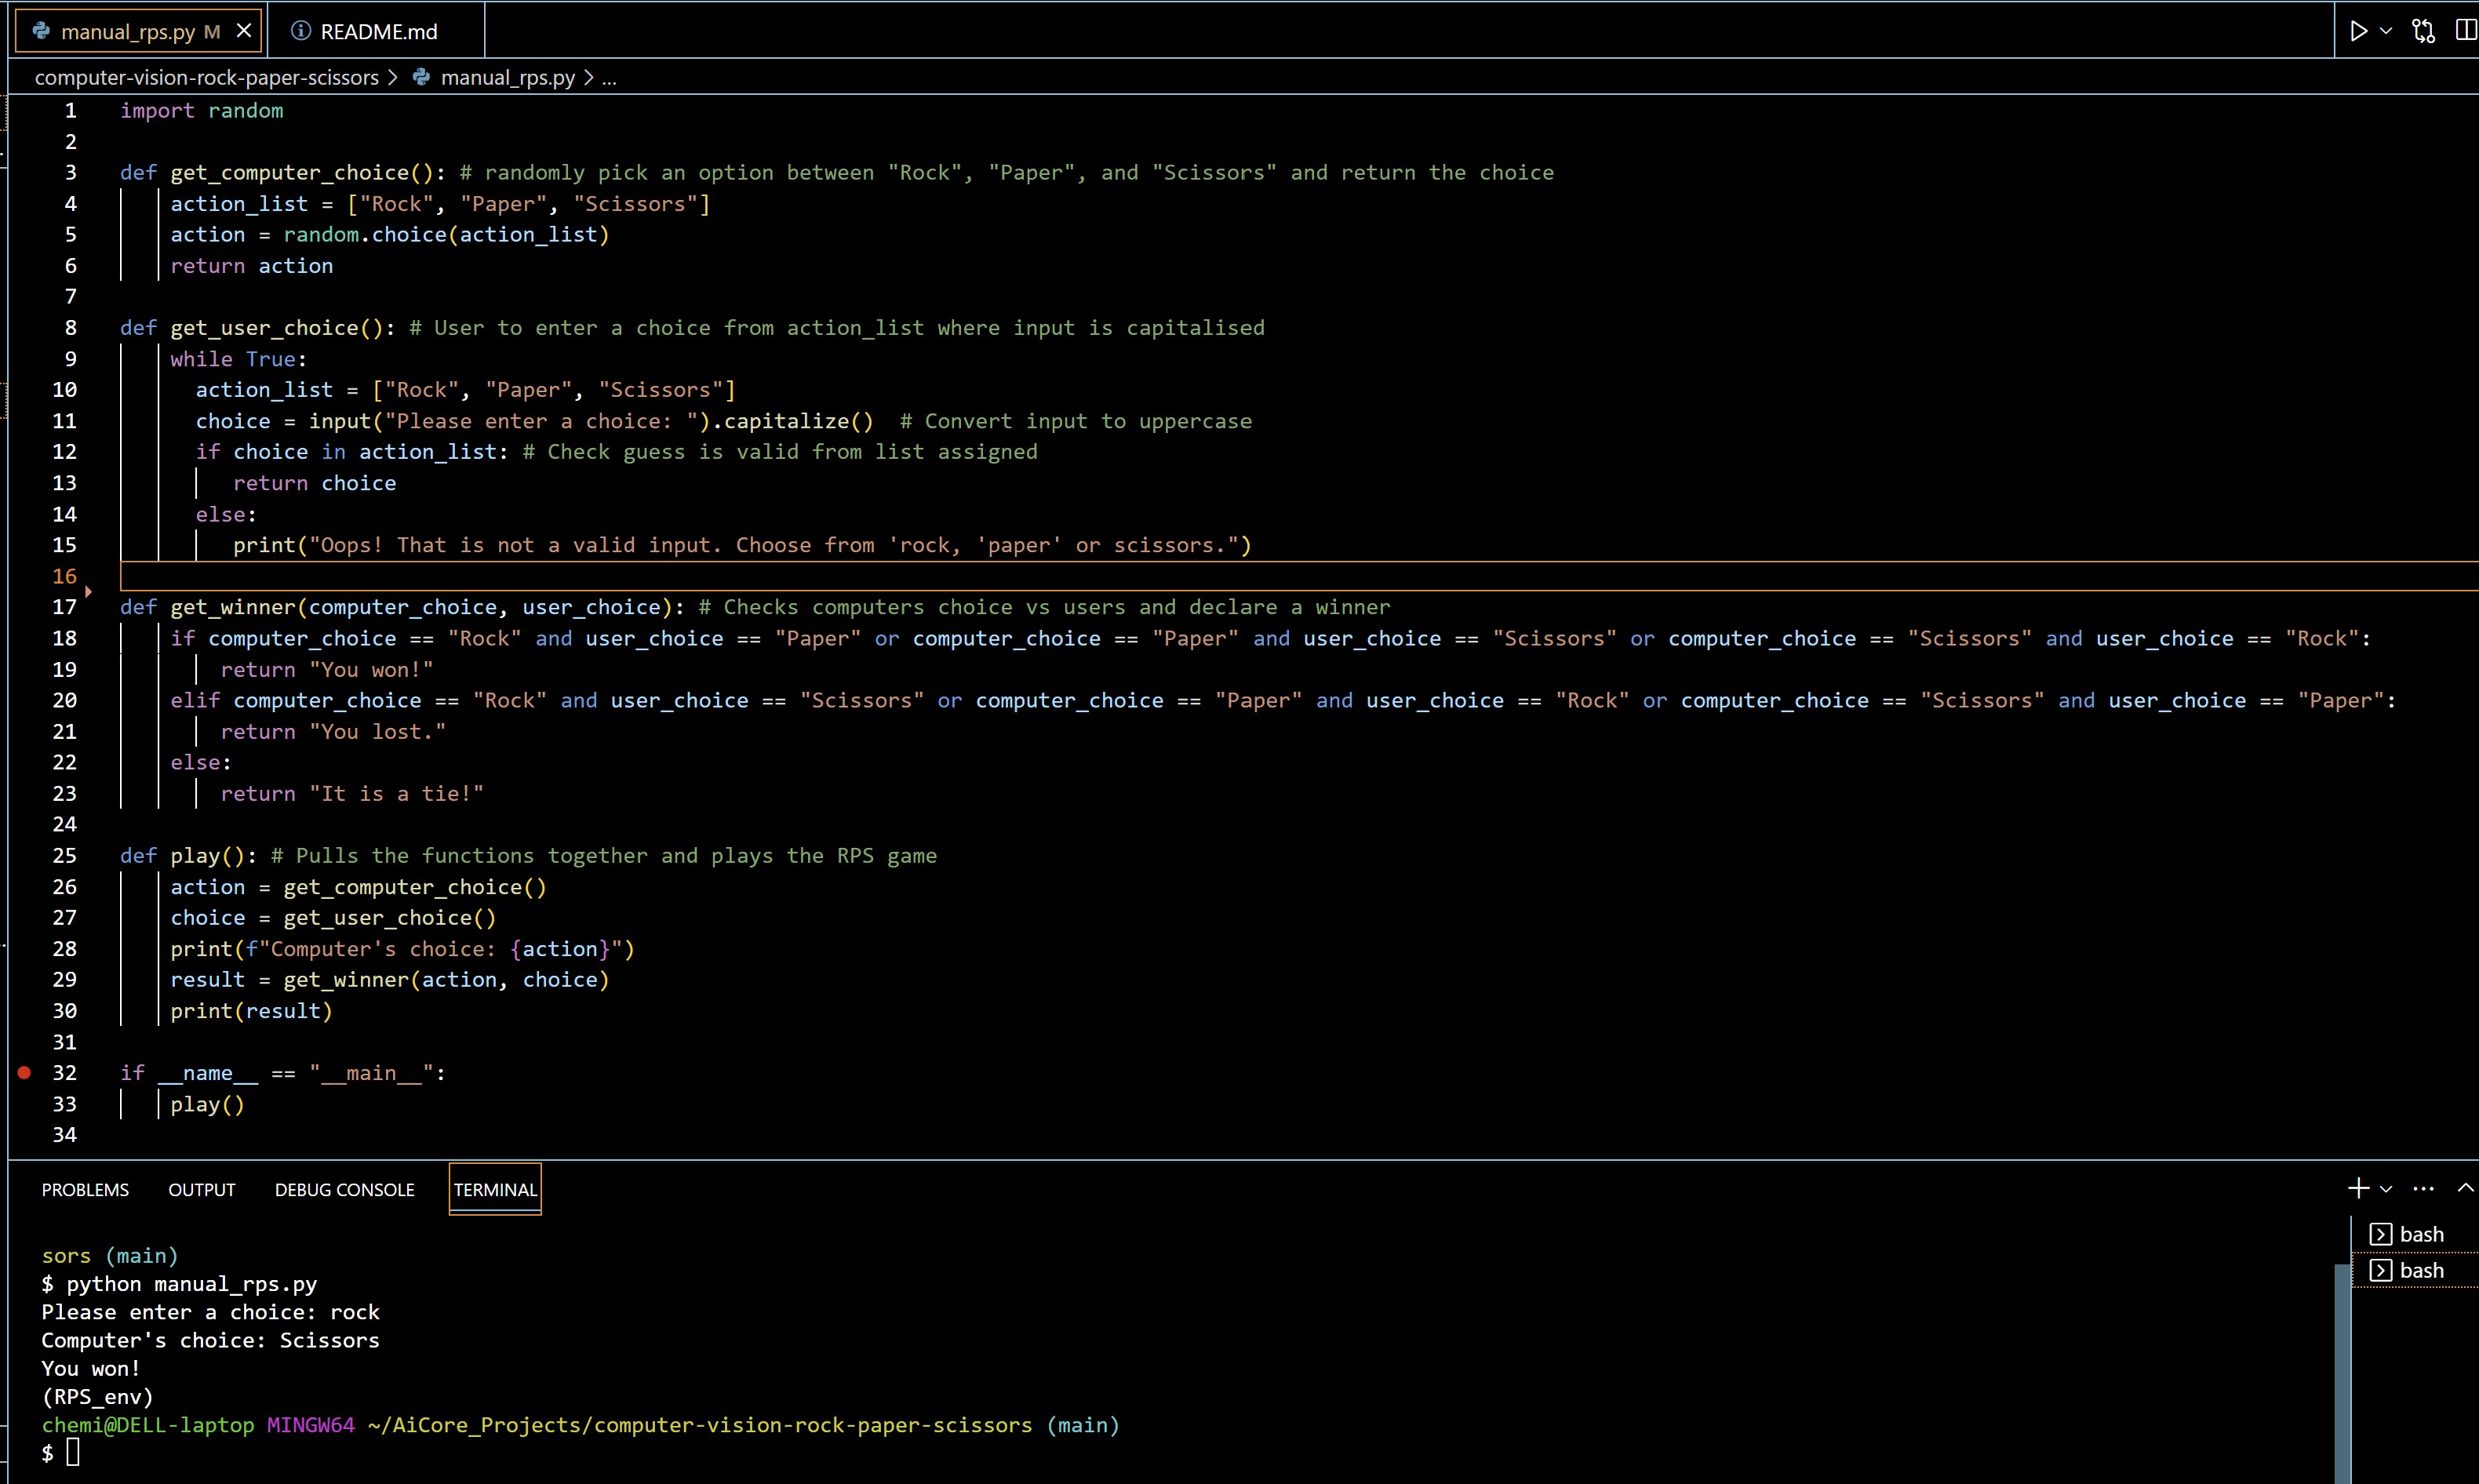 manual_rps.py M
README.md
computer-vision-rock-paper-scissors > manual_rps.py > ...
1 import random
2
3 def get_computer_choice(): # randomly pick an option between "Rock", "Paper", and "Scissors" and return the choice
4 action_list = ["Rock", "Paper", "Scissors"]
5 action = random.choice(action_list)
6 return action
7
8 def get_user_choice(): # User to enter a choice from action_list where input is capitalised
9 while True:
10 action_list = ["Rock", "Paper", "Scissors"]
11 choice = input("Please enter a choice: ").capitalize()  # Convert input to uppercase
12 if choice in action_list: # Check guess is valid from list assigned
13 return choice
14 else:
15 print("Oops! That is not a valid input. Choose from 'rock, 'paper' or scissors.")
16
17 def get_winner(computer_choice, user_choice): # Checks computers choice vs users and declare a winner
18 if computer_choice == "Rock" and user_choice == "Paper" or computer_choice == "Paper" and user_choice == "Scissors" or computer_choice == "Scissors" and user_choice == "Rock":
19 return "You won!"
20 elif computer_choice == "Rock" and user_choice == "Scissors" or computer_choice == "Paper" and user_choice == "Rock" or computer_choice == "Scissors" and user_choice == "Paper":
21 return "You lost."
22 else:
23 return "It is a tie!"
24
25 def play(): # Pulls the functions together and plays the RPS game
26 action = get_computer_choice()
27 choice = get_user_choice()
28 print(f"Computer's choice: {action}")
29 result = get_winner(action, choice)
30 print(result)
31
32 if __name__ == "__main__":
33 play()
34
PROBLEMS OUTPUT DEBUG CONSOLE TERMINAL
sors (main)
$ python manual_rps.py
Please enter a choice: rock
Computer's choice: Scissors
You won!
(RPS_env)
chemi@DELL-laptop MINGW64 ~/AiCore_Projects/computer-vision-rock-paper-scissors (main)
$
bash
bash